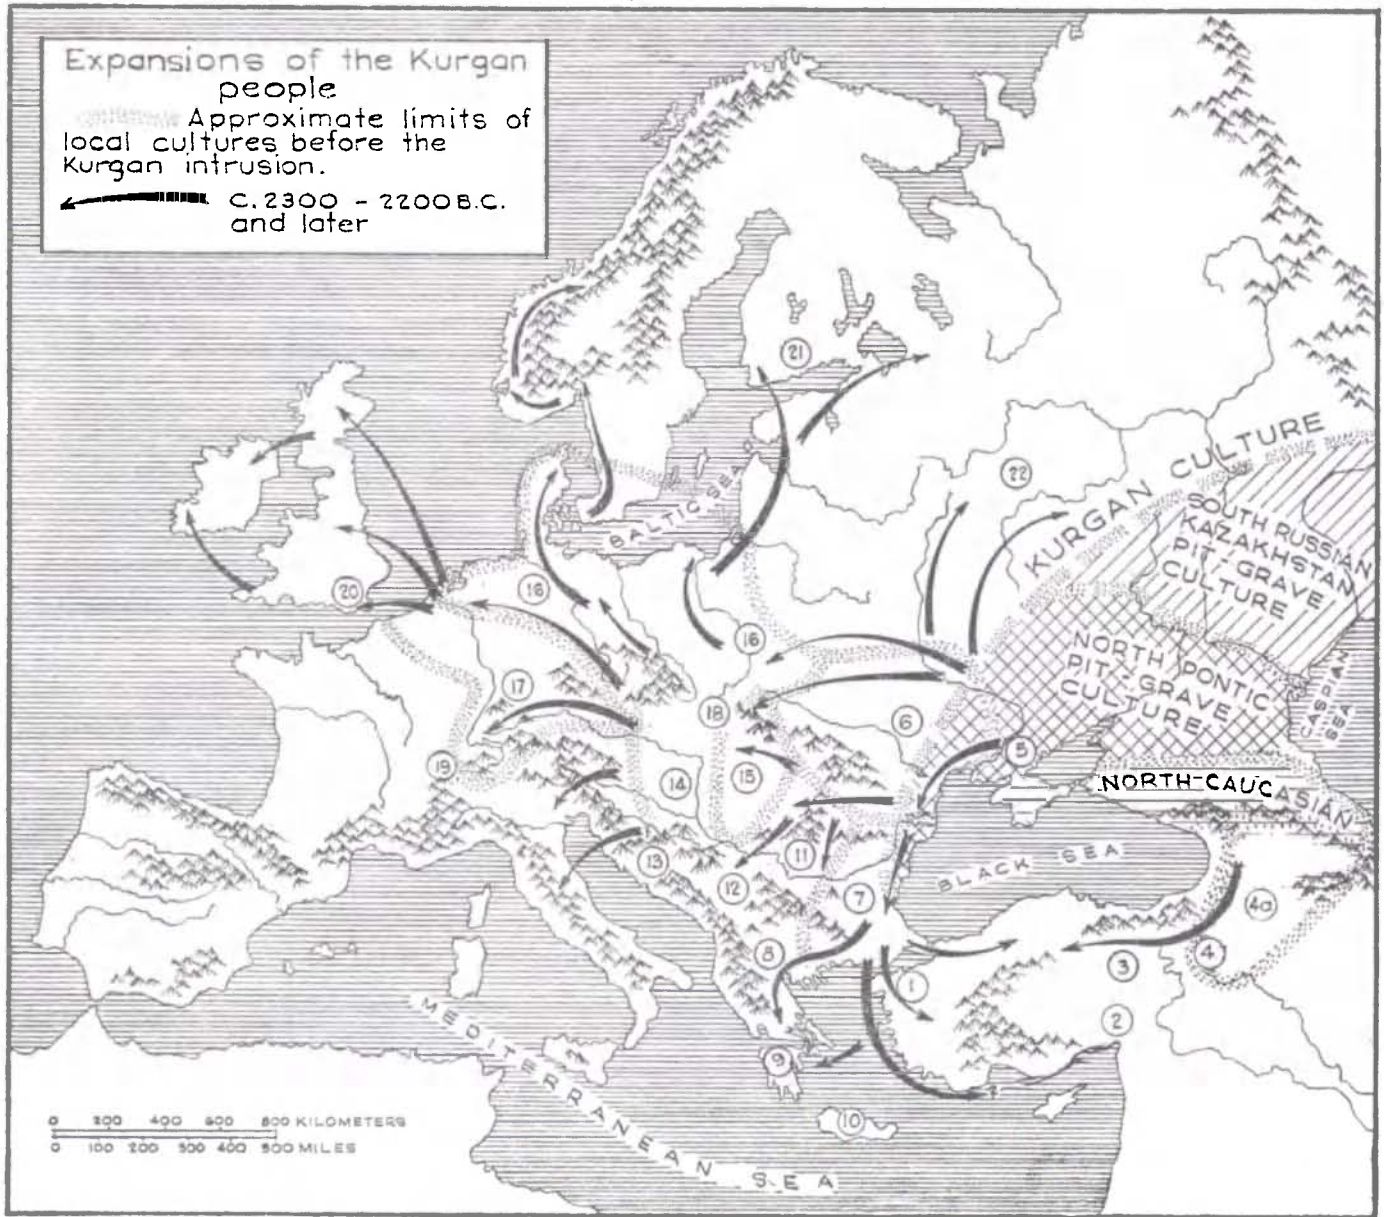 Expansions of the Kurgan
people
Approximate limits of
local cultures before the
Kurgan intrusion.
C. 2300 - 2200 B.C.
and later
21
22
KURGAN CULTURE
SOUTH RUSSIAN
KAZAKHSTAN
PIT-GRAVE
CULTURE
BALTIC SEA
20
16
16
NORTH PONTIC
PIT-GRAVE
CULTURE
CASPIAN
SEA
17
18
6
5
19
14
15
NORTH-CAUCASIAN
13
11
12
7
BLACK SEA
4a
8
4
3
1
2
9
10
MEDITERRANEAN SEA
0 200 400 600 800 KILOMETERS
0 100 200 300 400 500 MILES